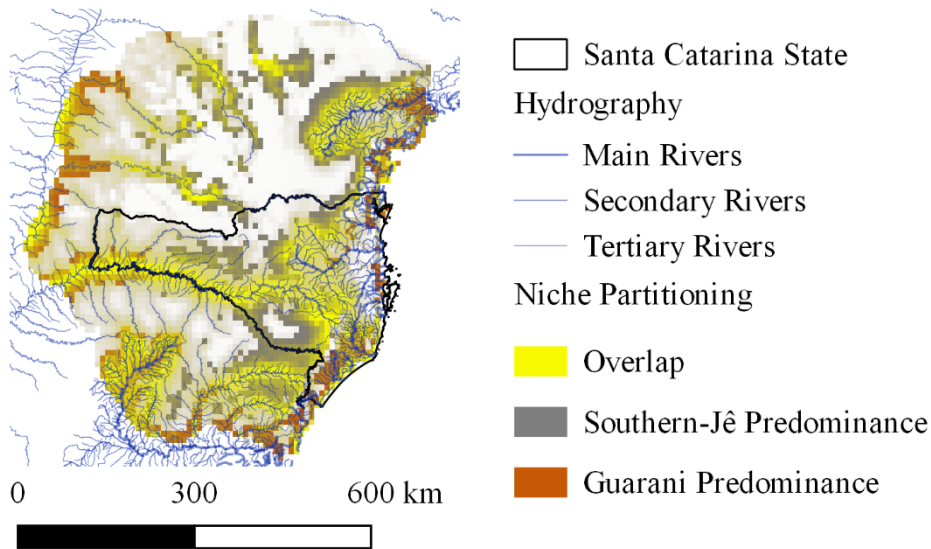 Santa Catarina State
Hydrography
Main Rivers
Secondary Rivers
Tertiary Rivers
Niche Partitioning
Overlap
Southern-Jê Predominance
Guarani Predominance
0 300 600 km